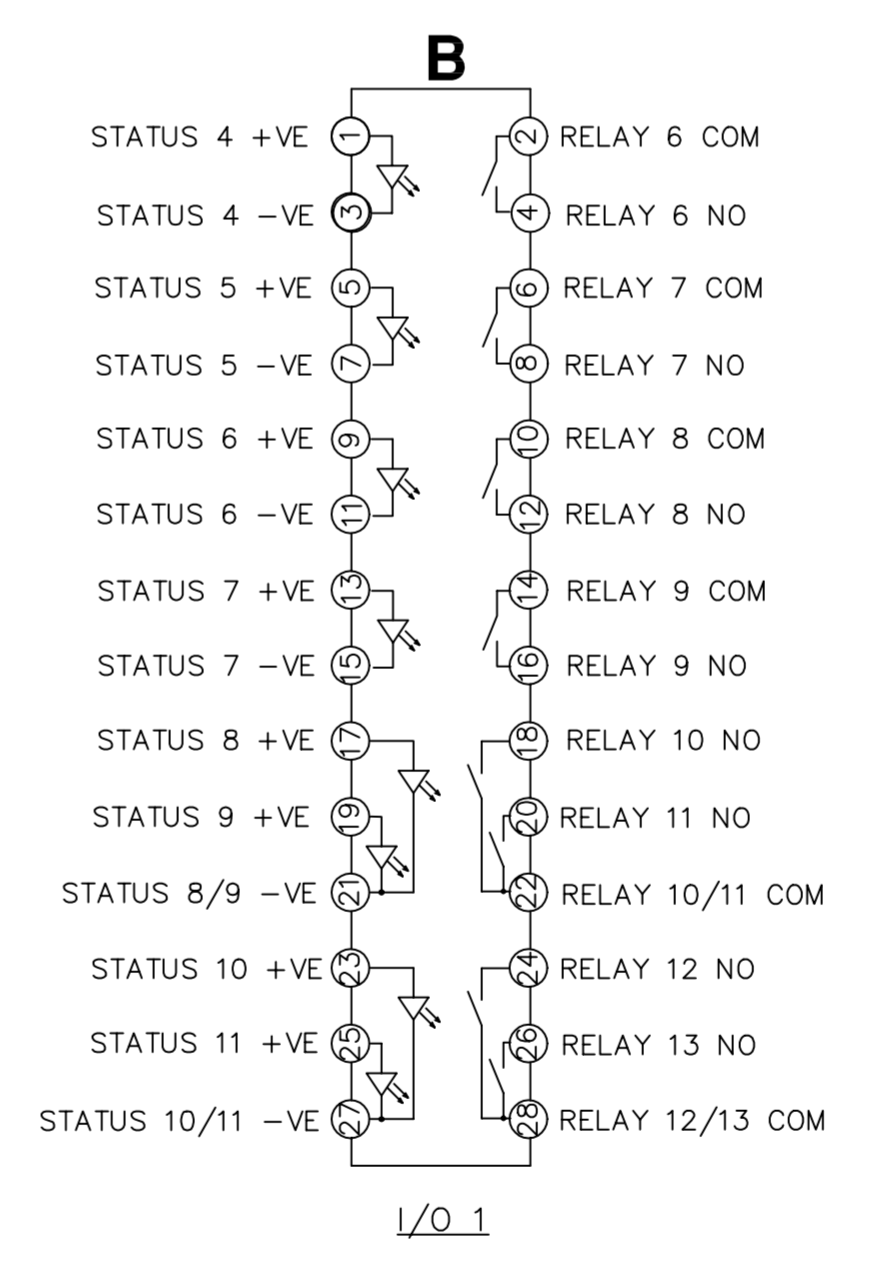 B
STATUS 4 +VE 1 2 RELAY 6 COM
STATUS 4 −VE 3 4 RELAY 6 NO
STATUS 5 +VE 5 6 RELAY 7 COM
STATUS 5 −VE 7 8 RELAY 7 NO
STATUS 6 +VE 9 10 RELAY 8 COM
STATUS 6 −VE 11 12 RELAY 8 NO
STATUS 7 +VE 13 14 RELAY 9 COM
STATUS 7 −VE 15 16 RELAY 9 NO
STATUS 8 +VE 17 18 RELAY 10 NO
STATUS 9 +VE 19 20 RELAY 11 NO
STATUS 8/9 −VE 21 22 RELAY 10/11 COM
STATUS 10 +VE 23 24 RELAY 12 NO
STATUS 11 +VE 25 26 RELAY 13 NO
STATUS 10/11 −VE 27 28 RELAY 12/13 COM
I/O 1